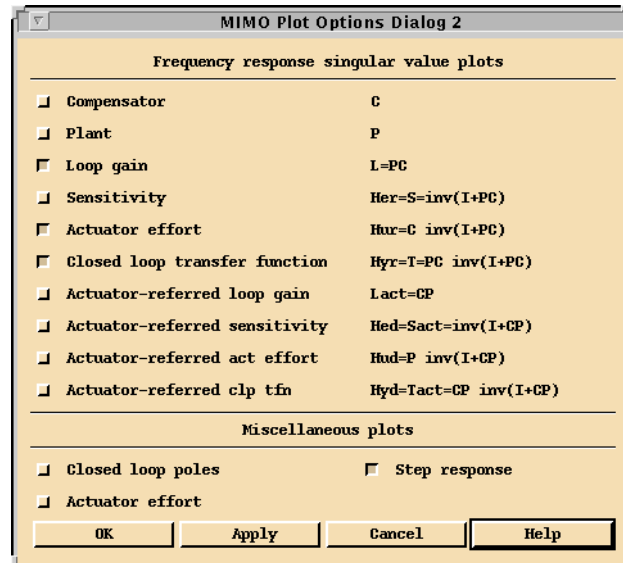 MIMO Plot Options Dialog 2
Frequency response singular value plots
Compensator C
Plant P
Loop gain L=PC
Sensitivity Her=S=inv(I+PC)
Actuator effort Hur=C inv(I+PC)
Closed loop transfer function Hyr=T=PC inv(I+PC)
Actuator-referred loop gain Lact=CP
Actuator-referred sensitivity Hed=Sact=inv(I+CP)
Actuator-referred act effort Hud=P inv(I+CP)
Actuator-referred clp tfn Hyd=Tact=CP inv(I+CP)
Miscellaneous plots
Closed loop poles Step response
Actuator effort
OK Apply Cancel Help